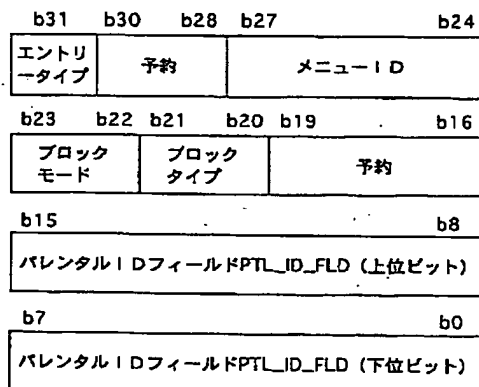 b31 b30 b28 b27 b24
エントリ
ータイプ
予約
メニューID
b23 b22 b21 b20 b19 b16
ブロック
モード
ブロック
タイプ
予約
b15 b8
パレンタルIDフィールドPTL_ID_FLD（上位ビット）
b7 b0
パレンタルIDフィールドPTL_ID_FLD（下位ビット）